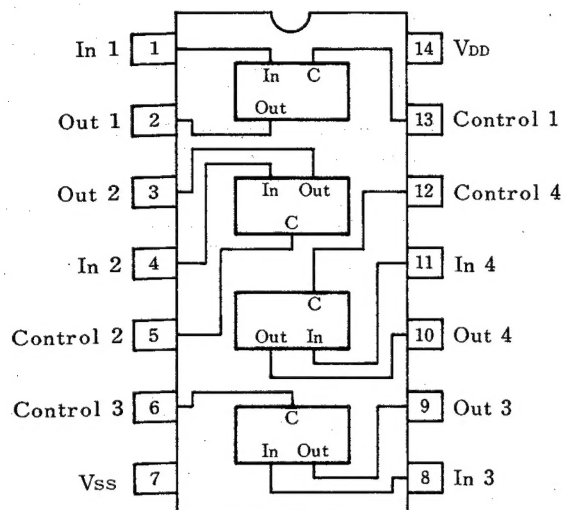 In 1 1 14 VDD
In C
Out
Out 1 2 13 Control 1
Out 2 3 In Out 12 Control 4
C
In 2 4 11 In 4
C
Control 2 5 Out In 10 Out 4
Control 3 6 9 Out 3
C
In Out
Vss 7 8 In 3